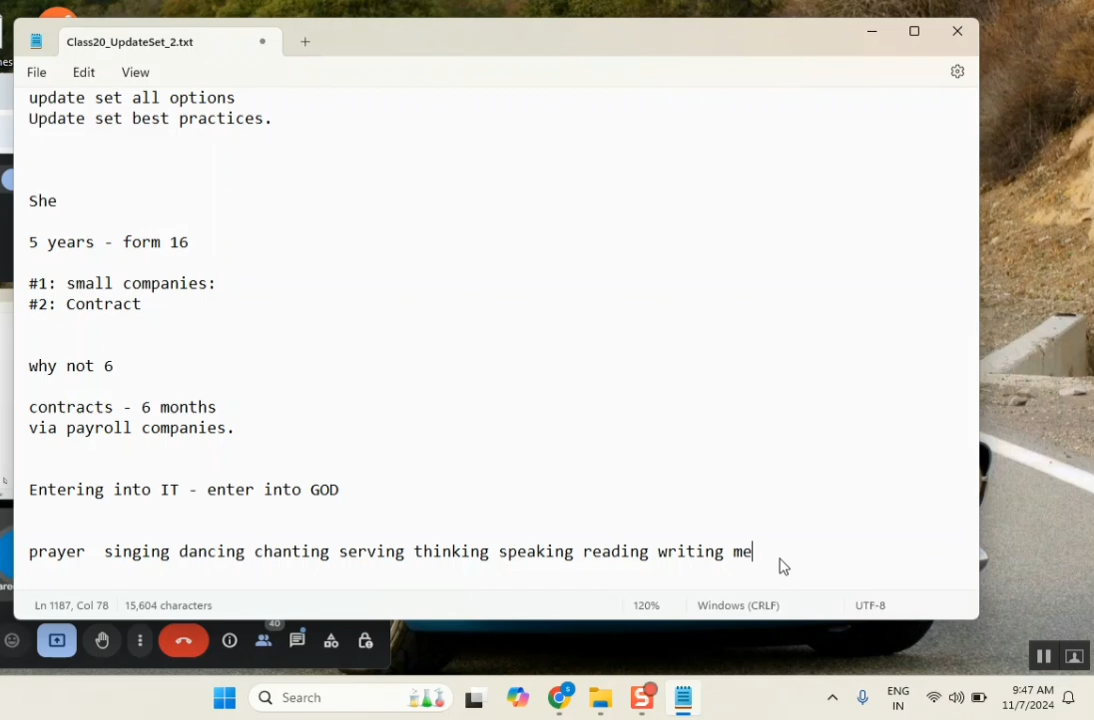 Class20_UpdateSet_2.txt
File Edit View
update set all options
Update set best practices.
She
5 years - form 16
#1: small companies:
#2: Contract
why not 6
contracts - 6 months
via payroll companies.
Entering into IT - enter into GOD
prayer  singing dancing chanting serving thinking speaking reading writing me
Ln 1187, Col 78 15,604 characters 120% Windows (CRLF) UTF-8
40
Search
ENG
IN
9:47 AM
11/7/2024